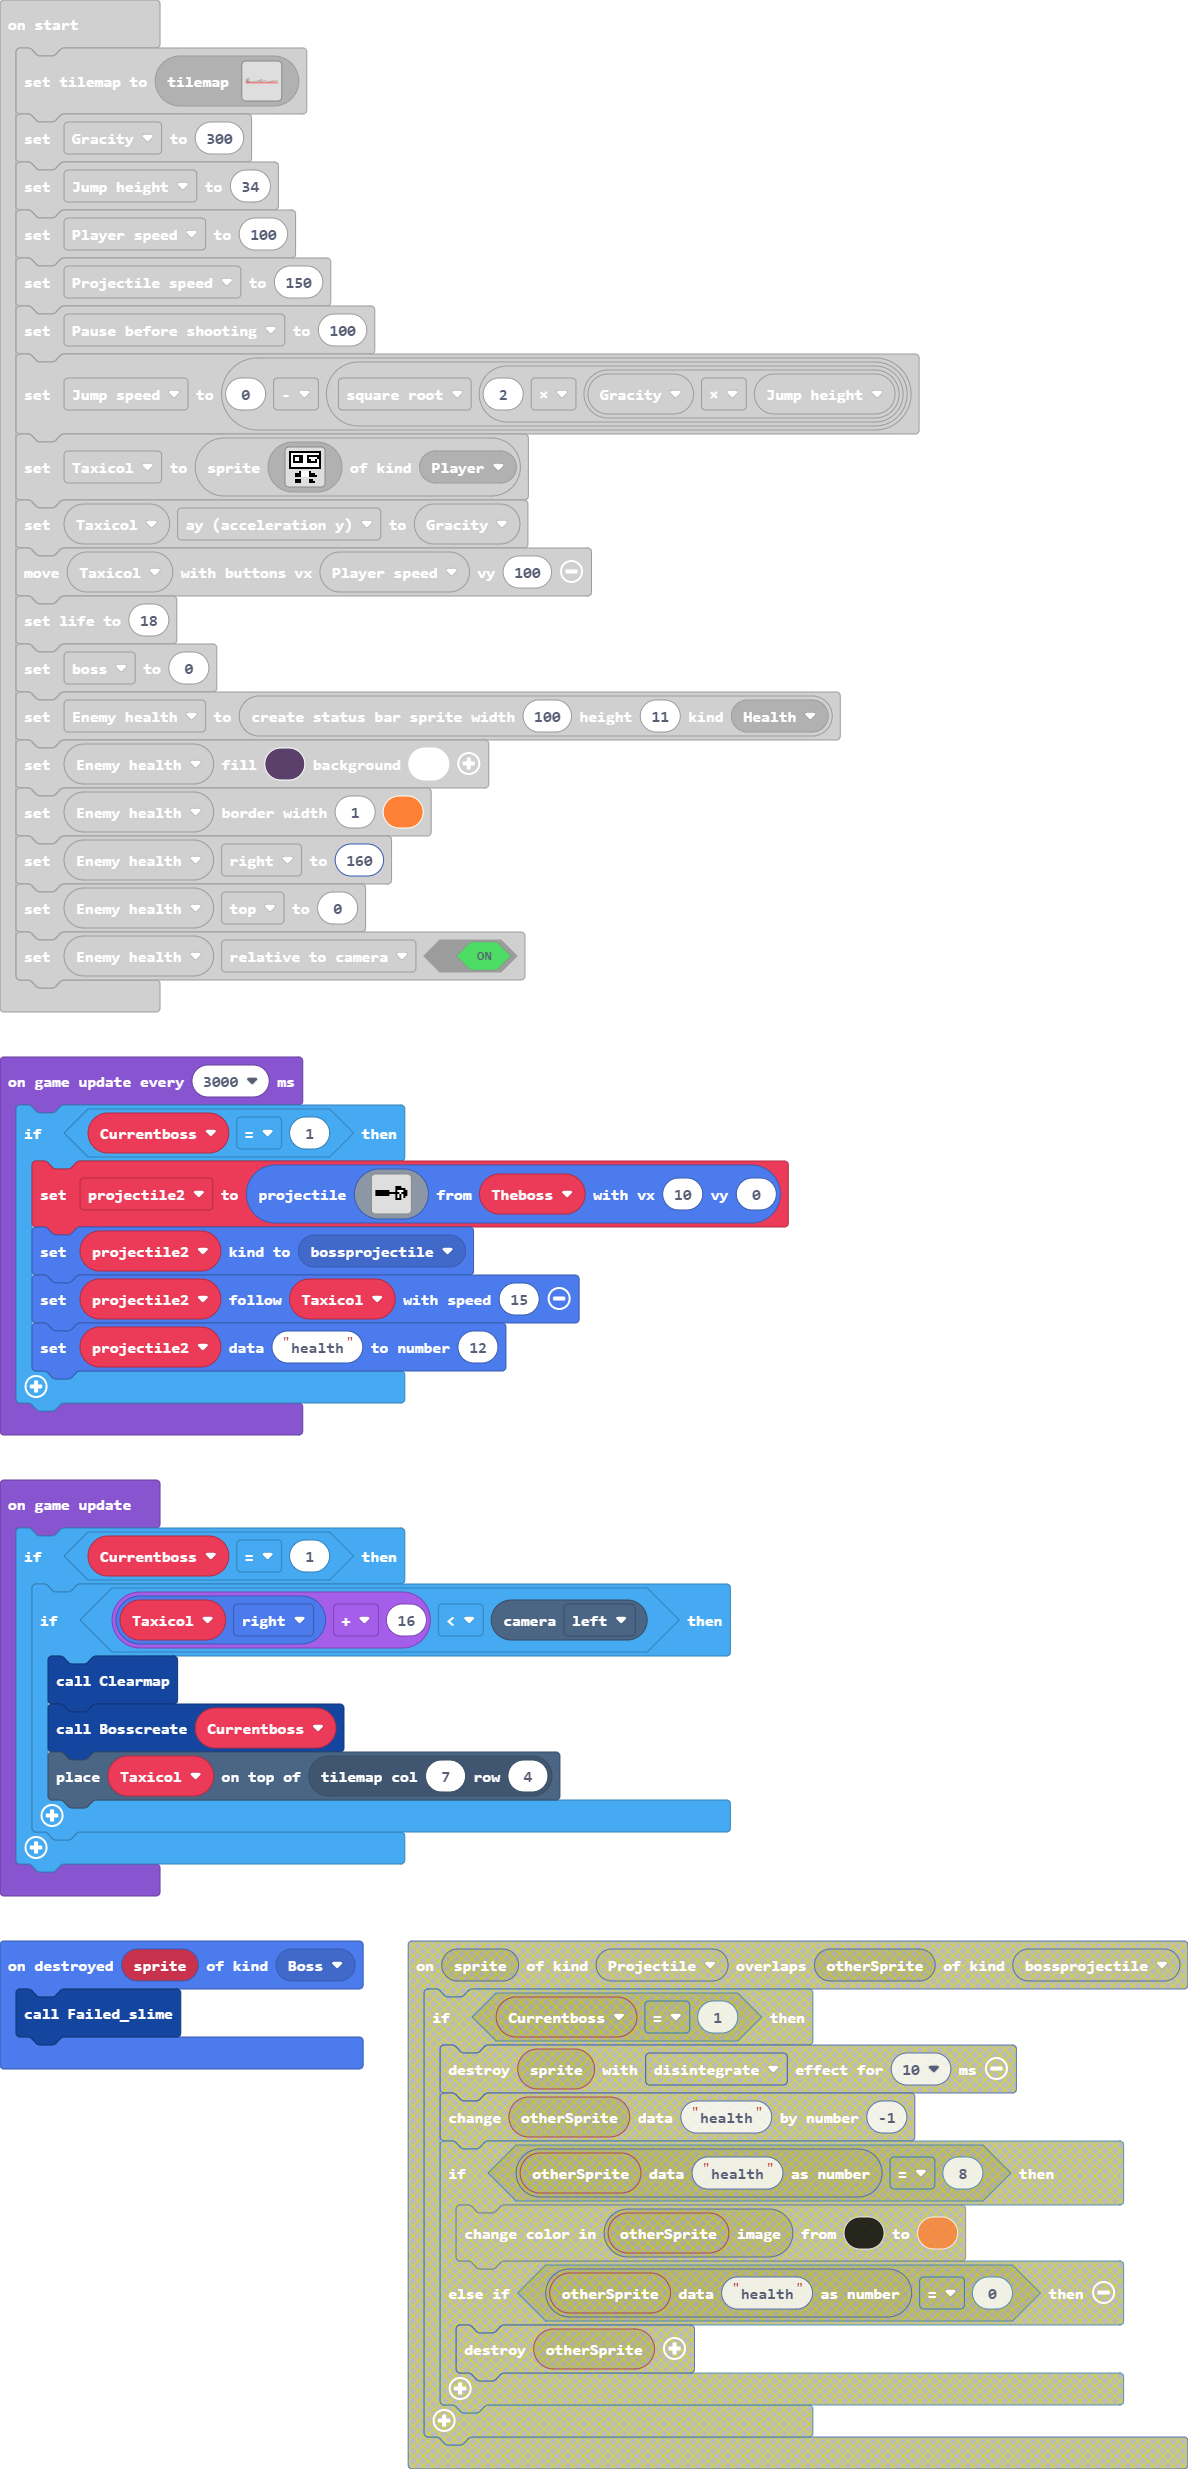 on start
set tilemap to tilemap
set Gracity to 300
set Jump height to 34
set Player speed to 100
set Projectile speed to 150
set Pause before shooting to 100
set Jump speed to 0 - square root 2 × Gracity × Jump height
set Taxicol to sprite of kind Player
set Taxicol ay (acceleration y) to Gracity
move Taxicol with buttons vx Player speed vy 100
set life to 18
set boss to 0
set Enemy health to create status bar sprite width 100 height 11 kind Health
set Enemy health fill background
set Enemy health border width 1
set Enemy health right to 160
set Enemy health top to 0
set Enemy health relative to camera ON
on game update every 3000 ms
if Currentboss = 1 then
set projectile2 to projectile from Theboss with vx 10 vy 0
set projectile2 kind to bossprojectile
set projectile2 follow Taxicol with speed 15
set projectile2 data "health" to number 12
on game update
if Currentboss = 1 then
if Taxicol right + 16 < camera left then
call Clearmap
call Bosscreate Currentboss
place Taxicol on top of tilemap col 7 row 4
on destroyed sprite of kind Boss
call Failed_slime
on sprite of kind Projectile overlaps otherSprite of kind bossprojectile
if Currentboss = 1 then
destroy sprite with disintegrate effect for 10 ms
change otherSprite data "health" by number -1
if otherSprite data "health" as number = 8 then
change color in otherSprite image from to
else if otherSprite data "health" as number = 0 then
destroy otherSprite